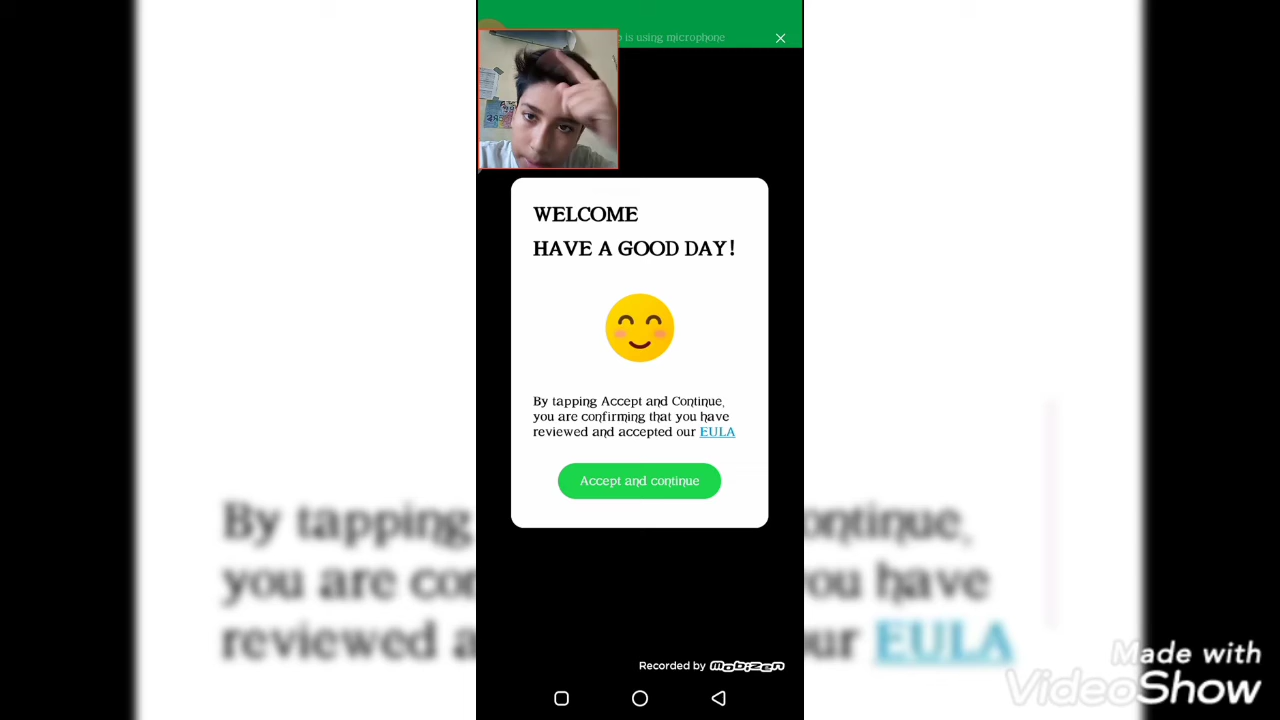 is using microphone
WELCOME
HAVE A GOOD DAY!
By tapping Accept and Continue,
you are confirming that you have
reviewed and accepted our EULA
Accept and continue
Recorded by mobizen
By tapping ontinue,
you are con ou have
reviewed a ur EULA
Made with
VideoShow